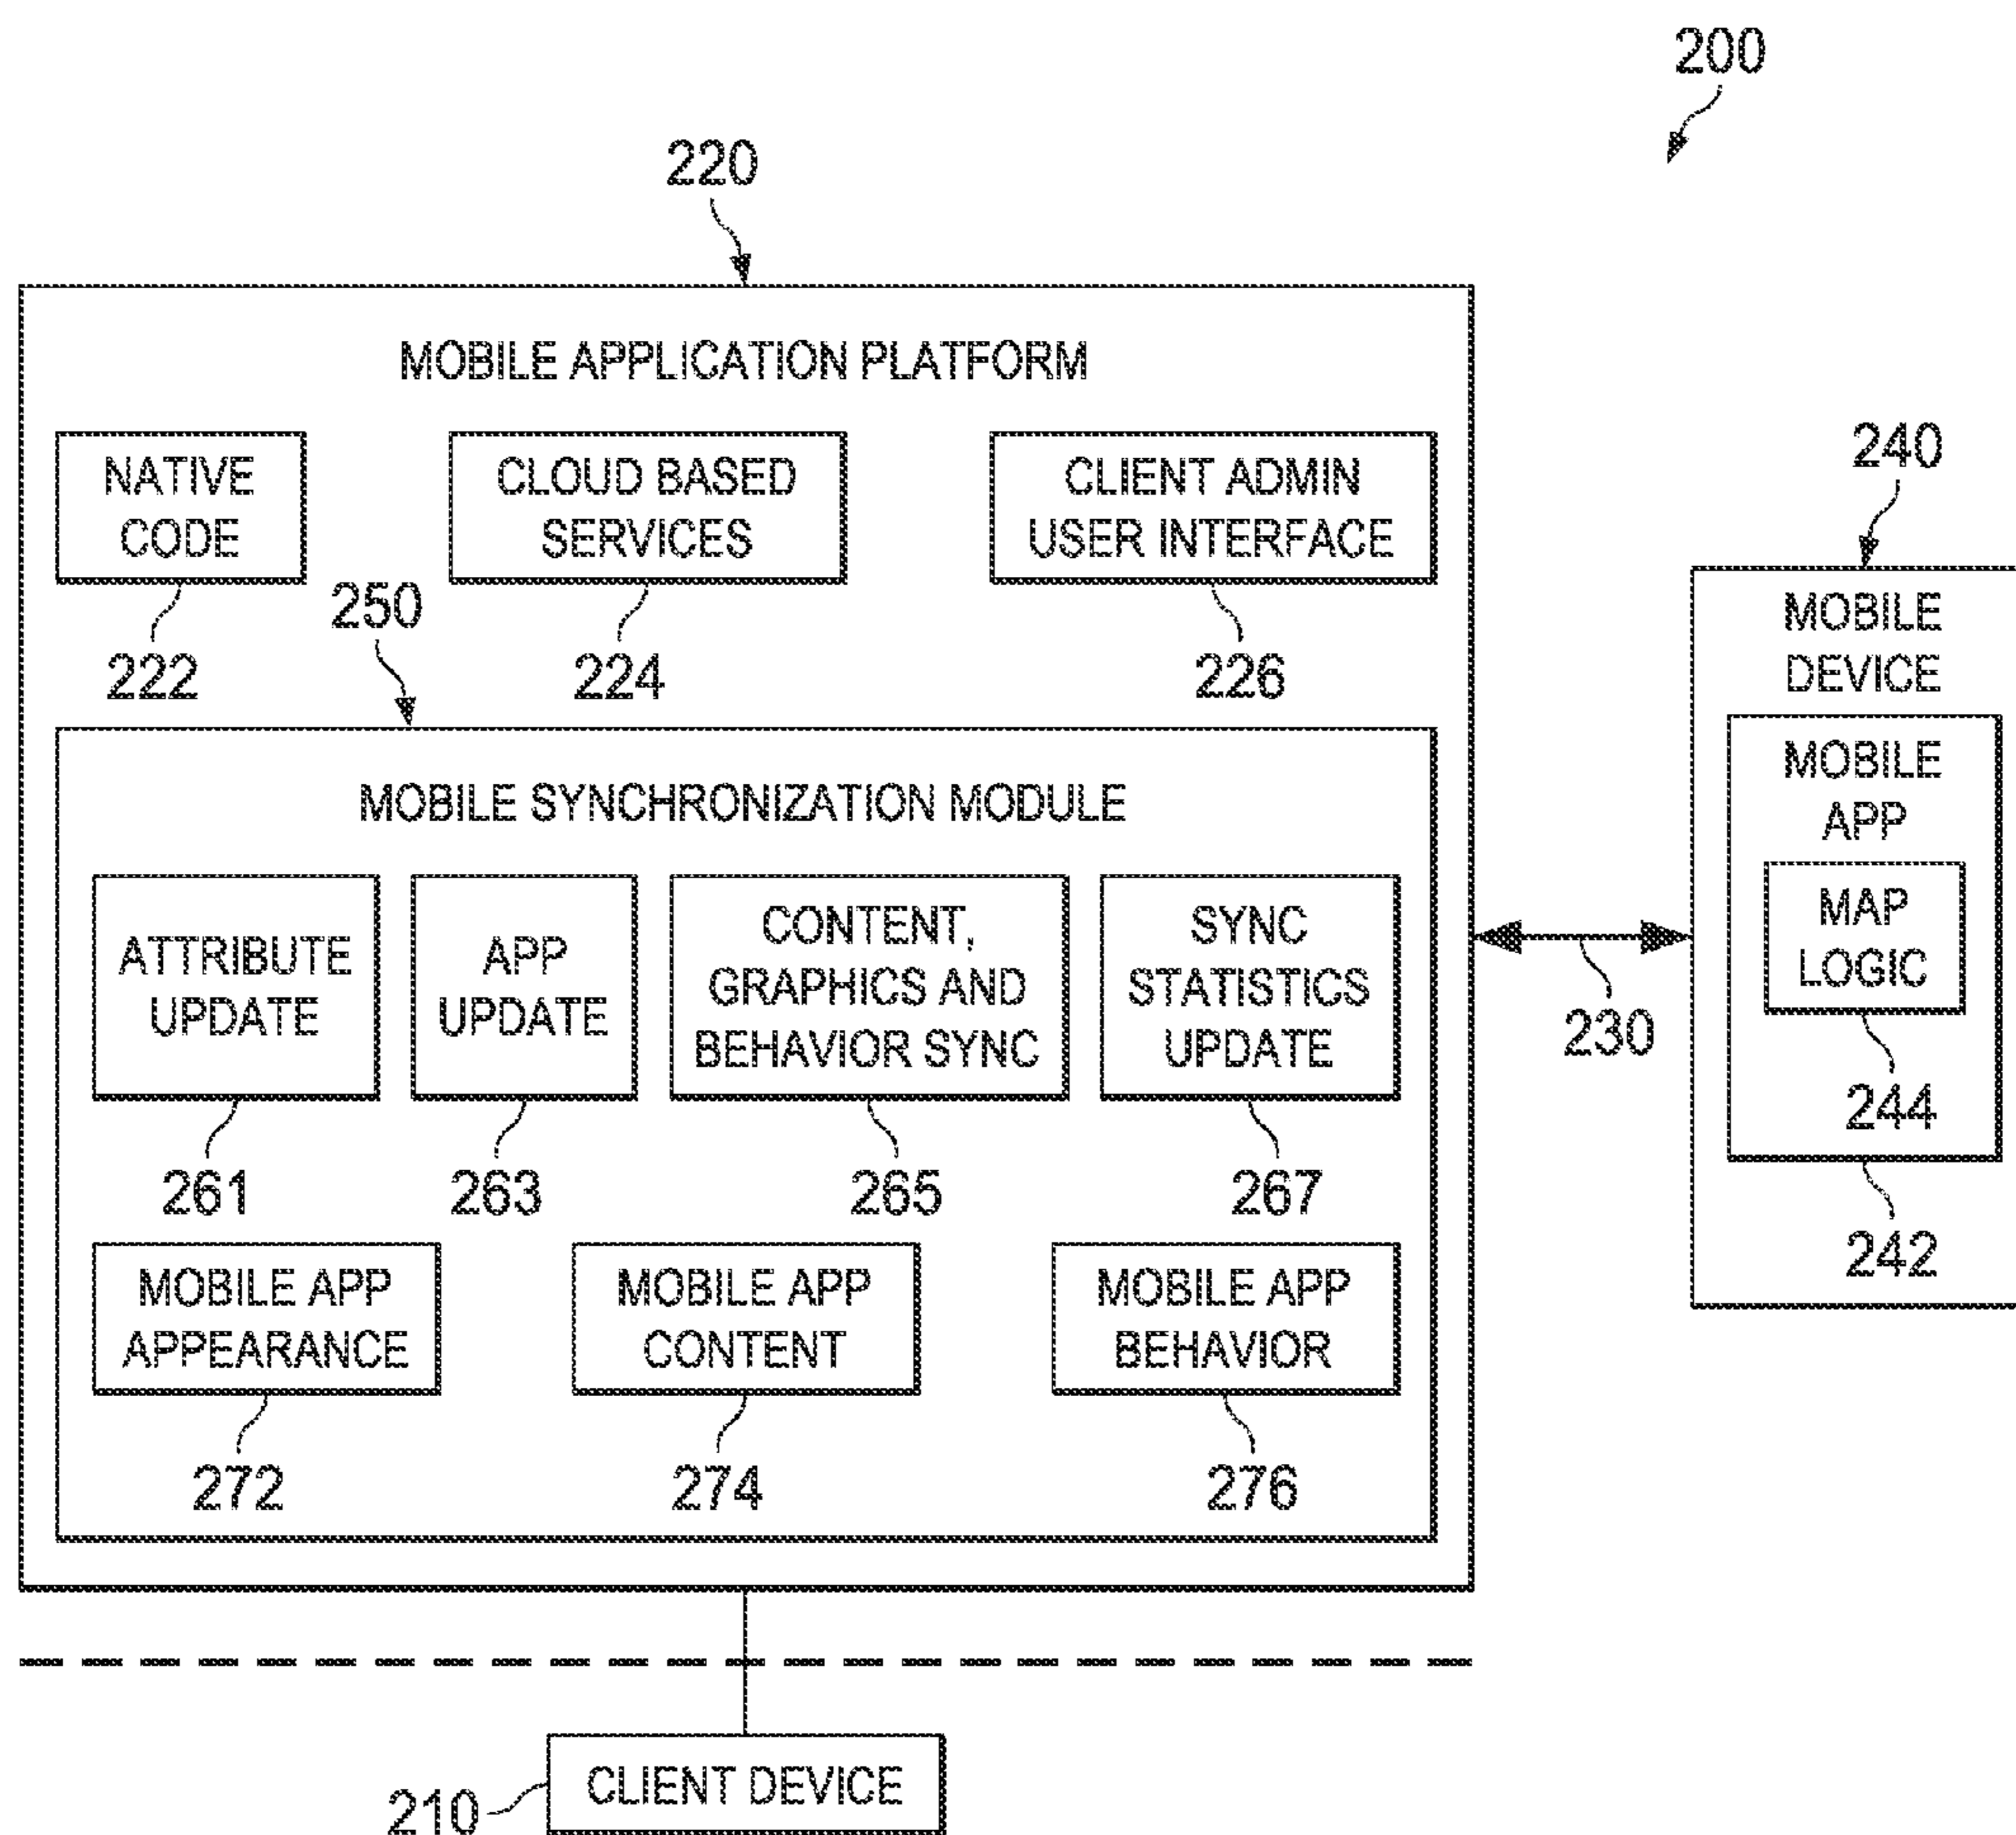 200
220
MOBILE APPLICATION PLATFORM
NATIVE
CODE
CLOUD BASED
SERVICES
CLIENT ADMIN
USER INTERFACE
222
224
226
250
MOBILE SYNCHRONIZATION MODULE
ATTRIBUTE
UPDATE
APP
UPDATE
CONTENT,
GRAPHICS AND
BEHAVIOR SYNC
SYNC
STATISTICS
UPDATE
261
263
265
267
MOBILE APP
APPEARANCE
MOBILE APP
CONTENT
MOBILE APP
BEHAVIOR
272
274
276
230
240
MOBILE
DEVICE
MOBILE
APP
MAP
LOGIC
244
242
210
CLIENT DEVICE